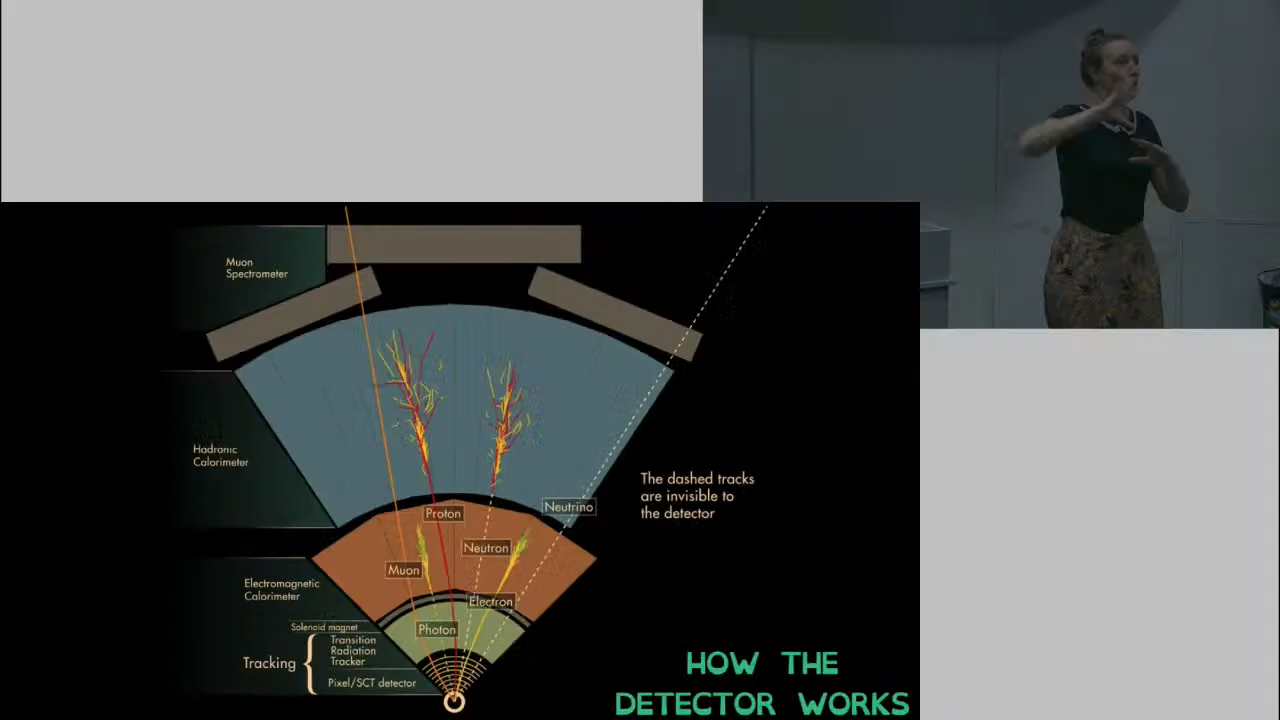 Muon
Spectrometer
Hadronic
Calorimeter
The dashed tracks
are invisible to
the detector
Neutrino
Proton
Neutron
Muon
Electron
Photon
Electromagnetic
Calorimeter
Solenoid magnet
Tracking
Transition
Radiation
Tracker
Pixel/SCT detector
HOW THE
DETECTOR WORKS